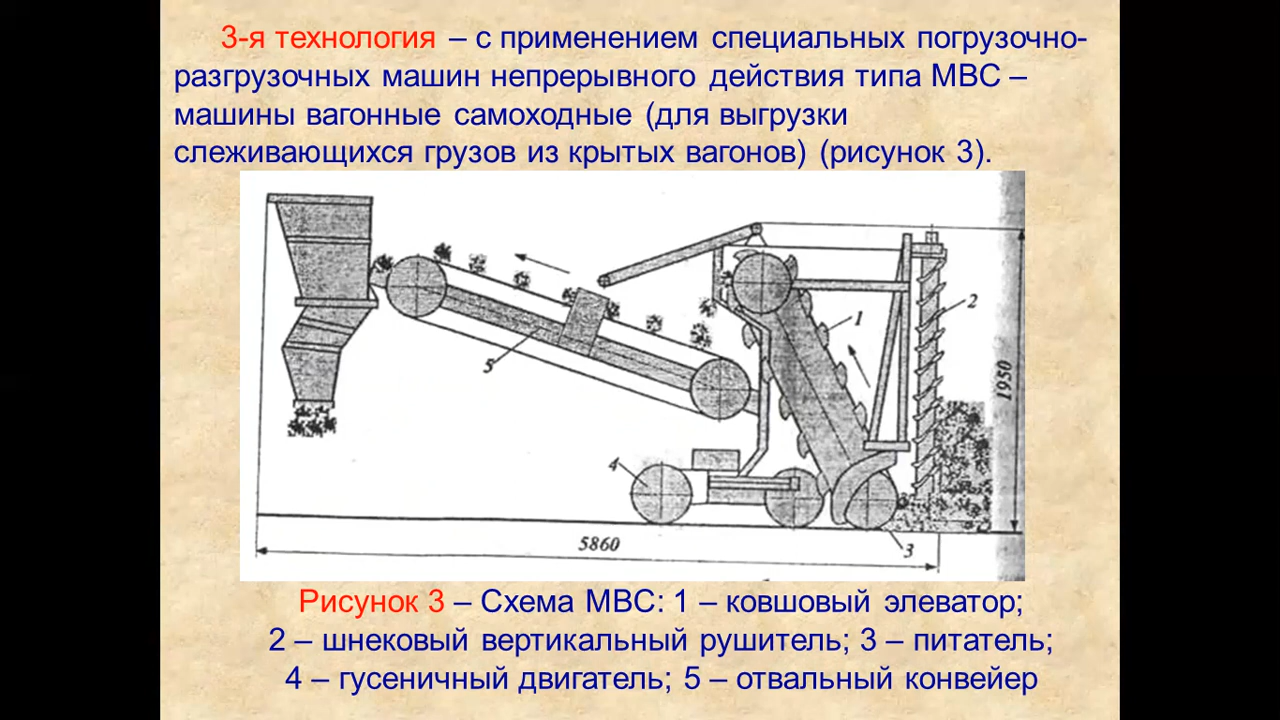 3-я технология – с применением специальных погрузочно-
разгрузочных машин непрерывного действия типа МВС –
машины вагонные самоходные (для выгрузки
слеживающихся грузов из крытых вагонов) (рисунок 3).
1
2
5
1950
4
5860
3
Рисунок 3 – Схема МВС: 1 – ковшовый элеватор;
2 – шнековый вертикальный рушитель; 3 – питатель;
4 – гусеничный двигатель; 5 – отвальный конвейер